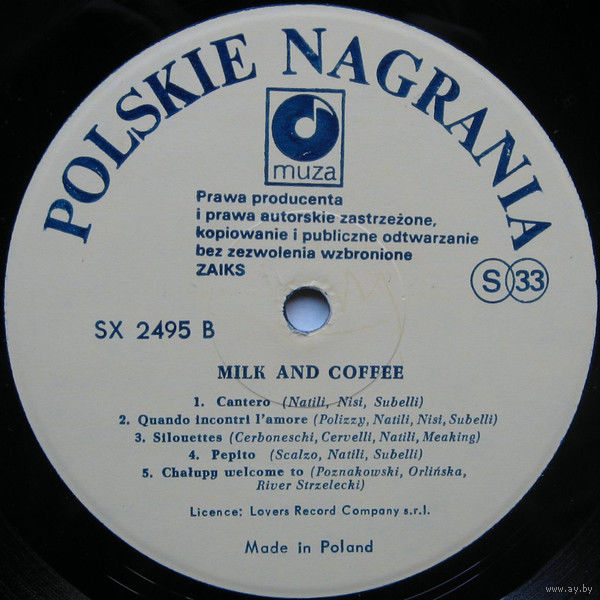 POLSKIE NAGRANIA
muza
Prawa producenta
i prawa autorskie zastrzeżone,
kopiowanie i publiczne odtwarzanie
bez zezwolenia wzbronione
ZAIKS
S 33
SX 2495 B
MILK AND COFFEE
1. Cantero (Natili, Nisi, Subelli)
2. Quando incontri l'amore (Polizzy, Natili, Nisi, Subelli)
3. Silouettes (Cerboneschi, Cervelli, Natili, Meaking)
4. Pepito (Scalzo, Natili, Subelli)
5. Chałupy welcome to (Poznakowski, Orlińska,
River Strzelecki)
Licence: Lovers Record Company s.r.l.
Made in Poland
www.ay.by